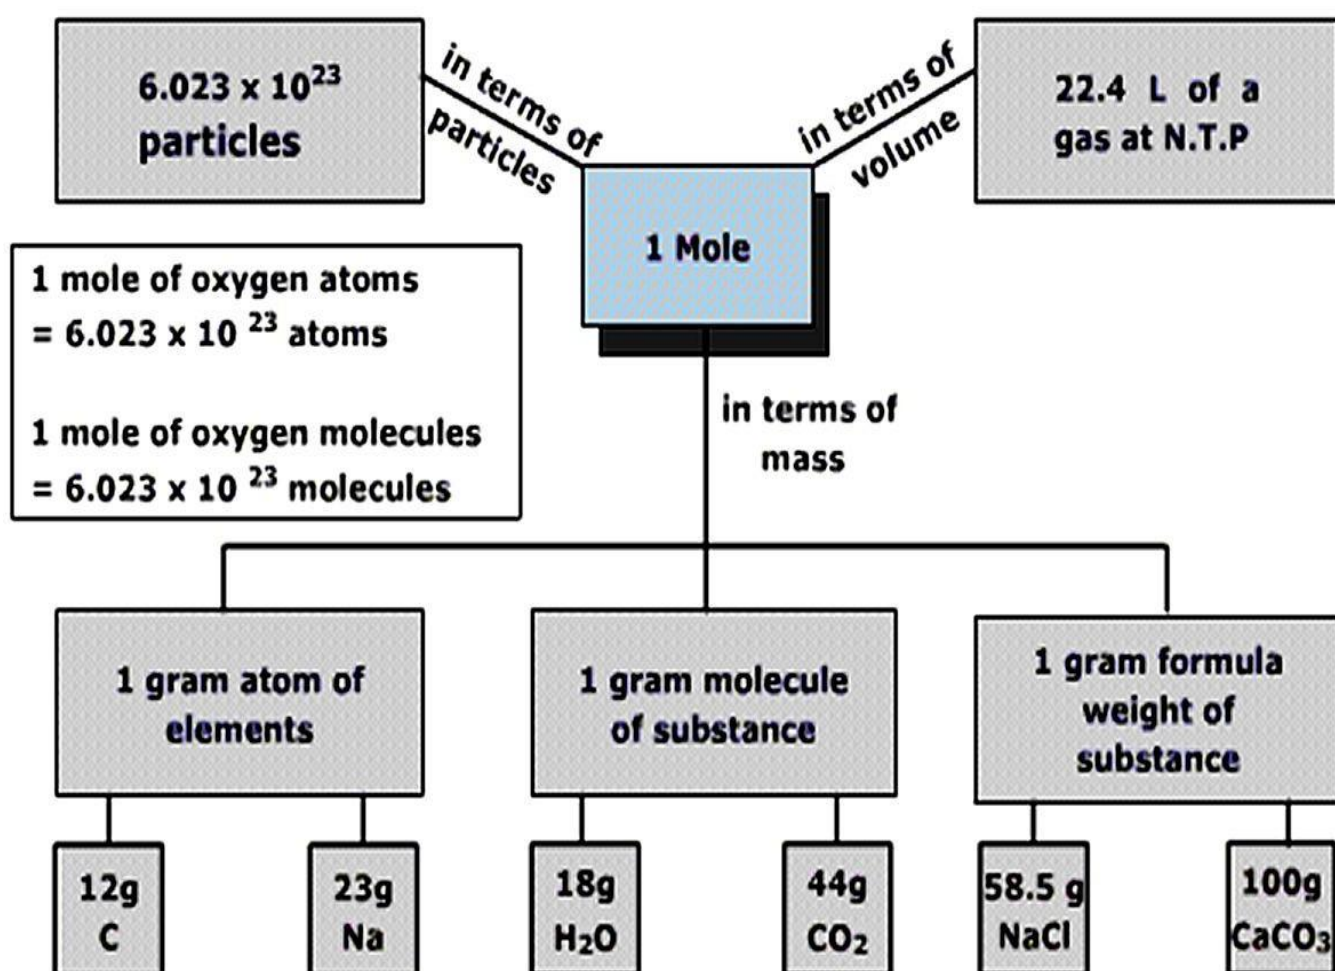 6.023 x 10²³
particles
in terms of
particles
in terms of
volume
22.4 L of a
gas at N.T.P
1 Mole
1 mole of oxygen atoms
= 6.023 x 10 ²³ atoms
1 mole of oxygen molecules
= 6.023 x 10 ²³ molecules
in terms of
mass
1 gram atom of
elements
1 gram molecule
of substance
1 gram formula
weight of
substance
12g
C
23g
Na
18g
H₂O
44g
CO₂
58.5 g
NaCl
100g
CaCO₃